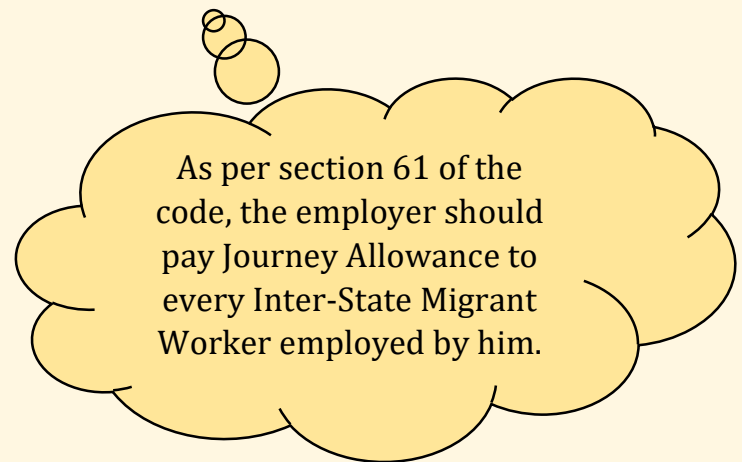 As per section 61 of the
code, the employer should
pay Journey Allowance to
every Inter-State Migrant
Worker employed by him.